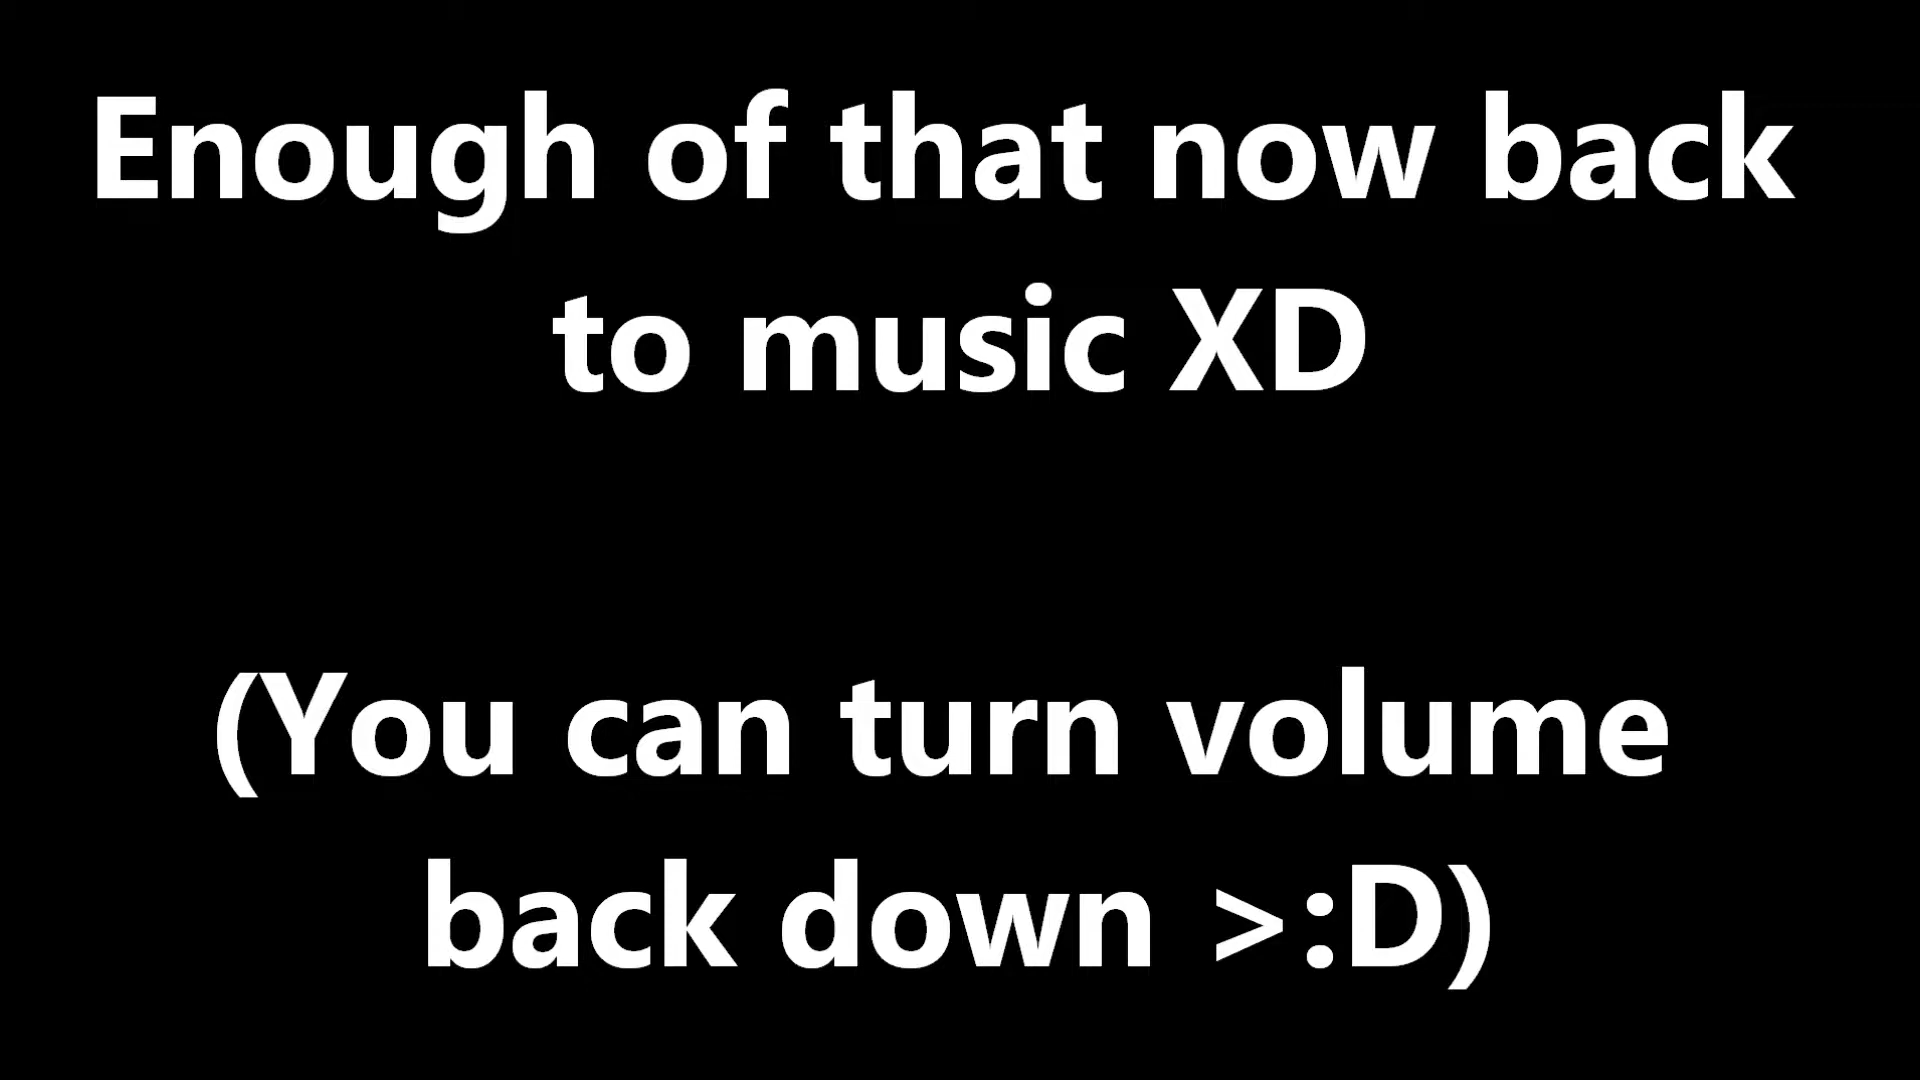 Enough of that now back
to music XD
(You can turn volume
back down >:D)